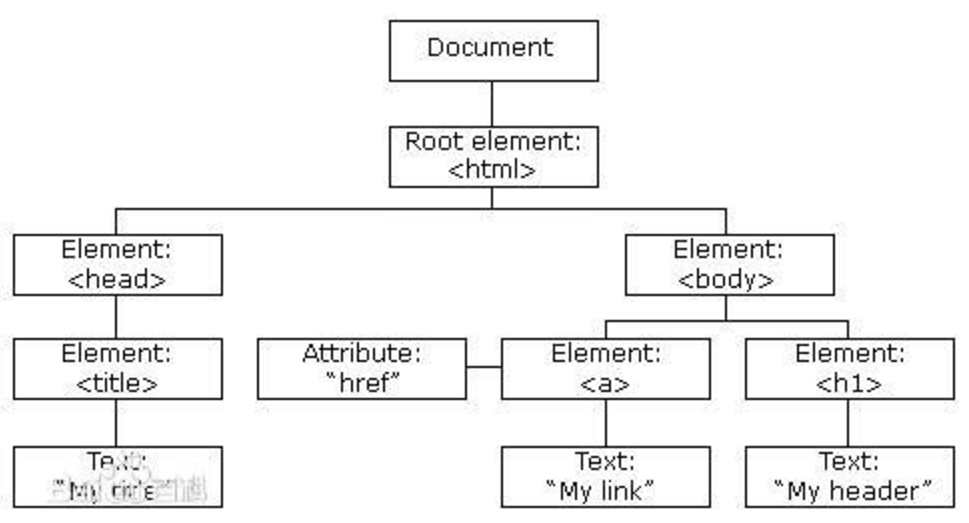 Document
Root element:
<html>
Element:
<head>
Element:
<body>
Element:
<title>
Attribute:
“href”
Element:
<a>
Element:
<h1>
Text:
“My title”
Text:
“My link”
Text:
“My header”